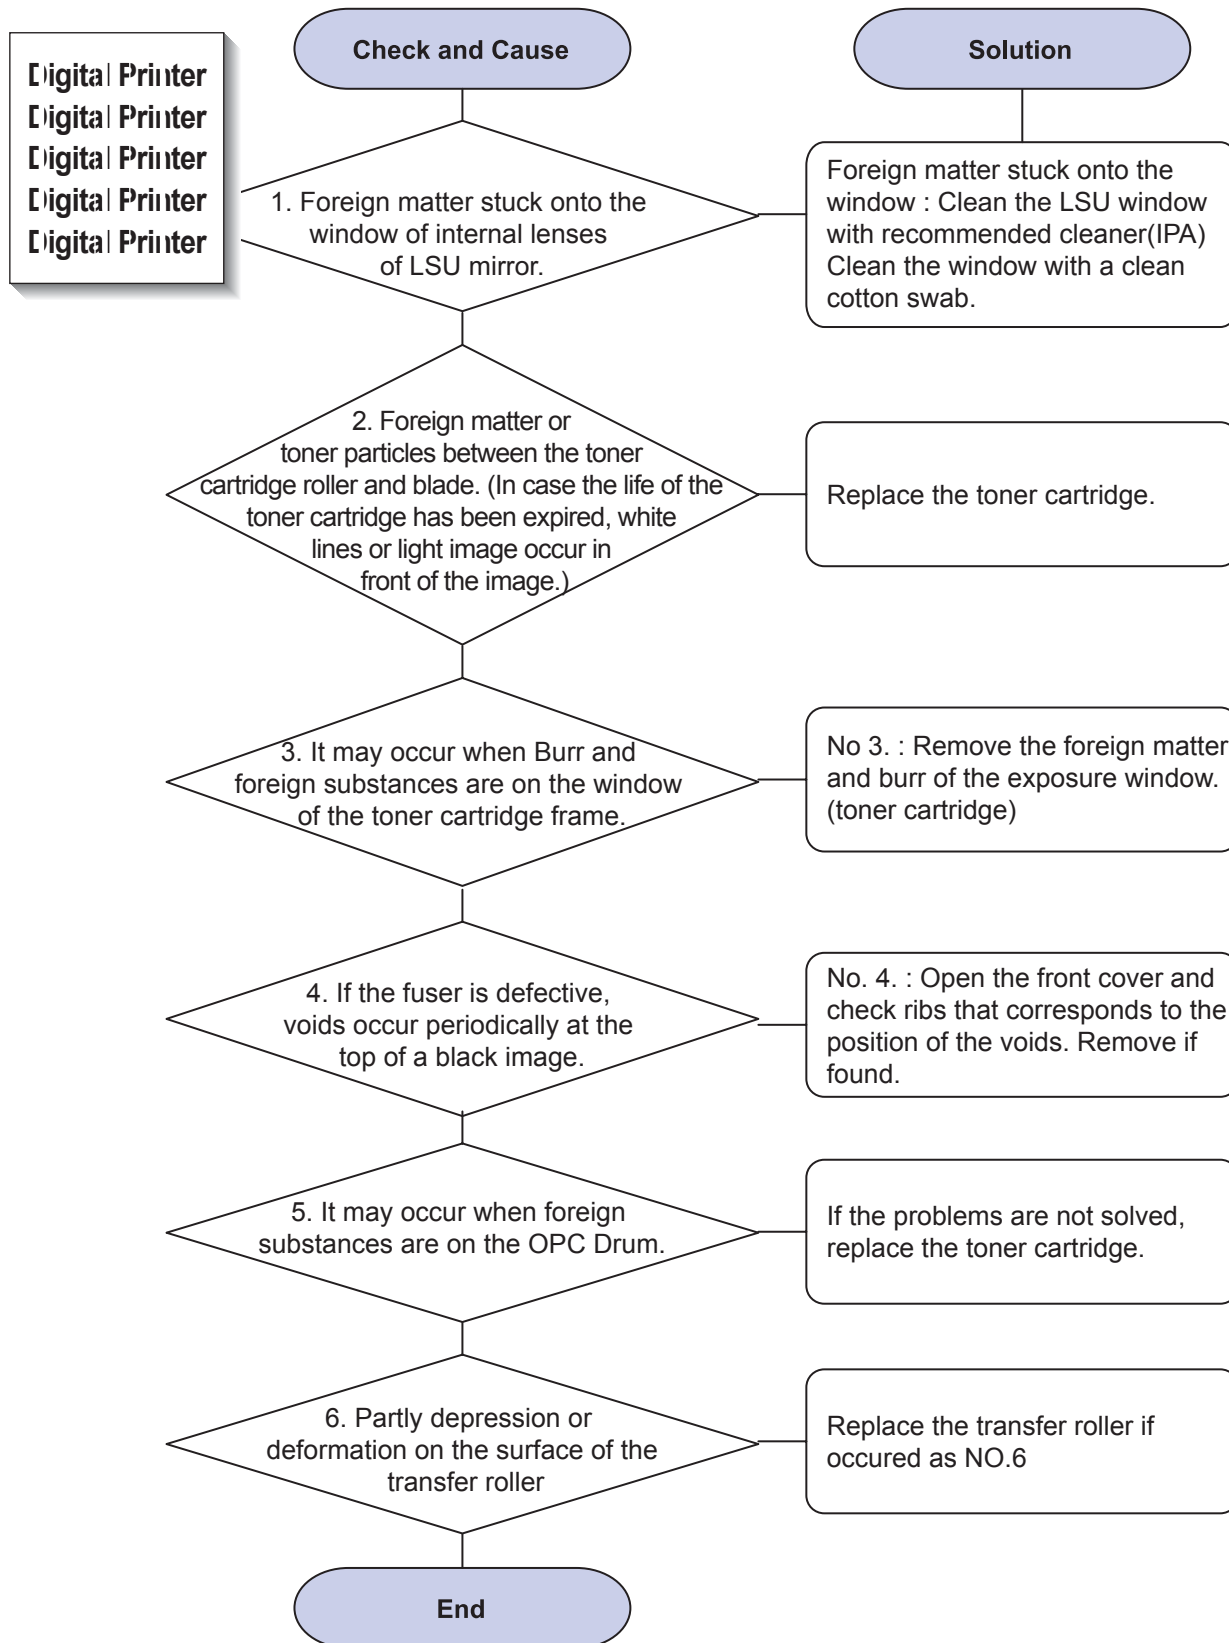 Digital Printer
Digital Printer
Digital Printer
Digital Printer
Digital Printer
Check and Cause
Solution
1. Foreign matter stuck onto the
window of internal lenses
of LSU mirror.
Foreign matter stuck onto the
window : Clean the LSU window
with recommended cleaner(IPA)
Clean the window with a clean
cotton swab.
2. Foreign matter or
toner particles between the toner
cartridge roller and blade. (In case the life of the
toner cartridge has been expired, white
lines or light image occur in
front of the image.)
Replace the toner cartridge.
3. It may occur when Burr and
foreign substances are on the window
of the toner cartridge frame.
No 3. : Remove the foreign matter
and burr of the exposure window.
(toner cartridge)
4. If the fuser is defective,
voids occur periodically at the
top of a black image.
No. 4. : Open the front cover and
check ribs that corresponds to the
position of the voids. Remove if
found.
5. It may occur when foreign
substances are on the OPC Drum.
If the problems are not solved,
replace the toner cartridge.
6. Partly depression or
deformation on the surface of the
transfer roller
Replace the transfer roller if
occured as NO.6
End